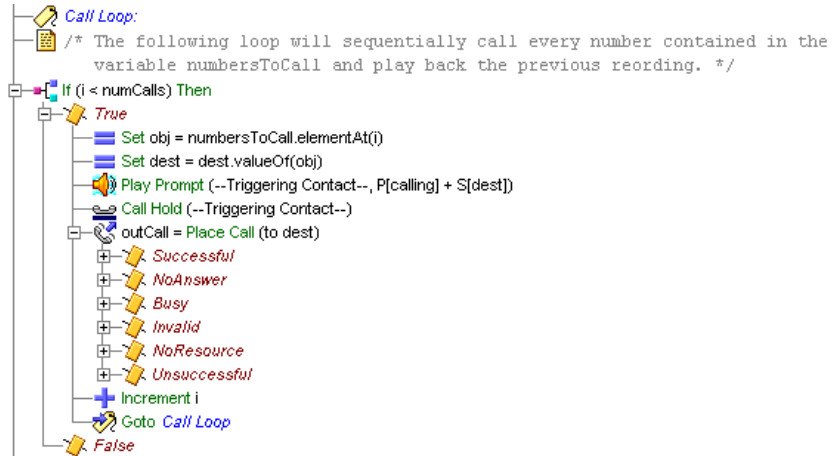 Call Loop:
/* The following loop will sequentially call every number contained in the
variable numbersToCall and play back the previous reording. */
If (i < numCalls) Then
True
Set obj = numbersToCall.elementAt(i)
Set dest = dest.valueOf(obj)
Play Prompt (--Triggering Contact--, P[calling] + S[dest])
Call Hold (--Triggering Contact--)
outCall = Place Call (to dest)
Successful
NoAnswer
Busy
Invalid
NoResource
Unsuccessful
Increment i
Goto Call Loop
False